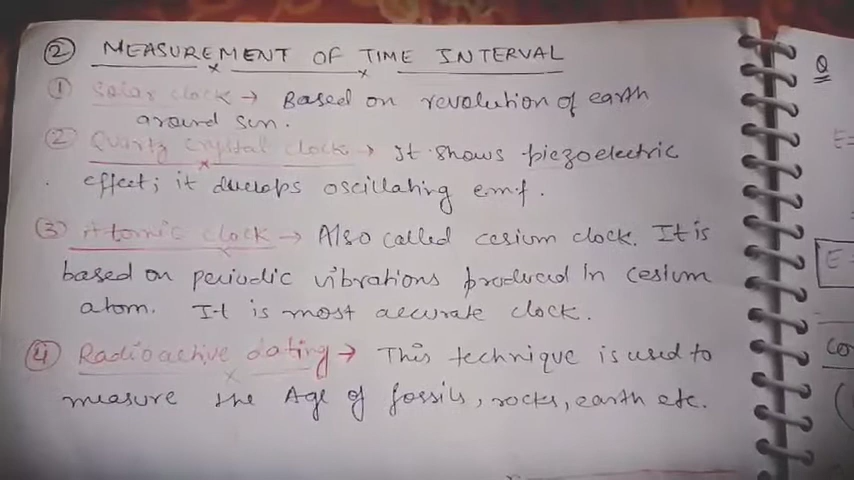 ② MEASUREMENT OF TIME INTERVAL
① Solar clock → Based on revolution of earth
around sun.
② Quartz crystal clock → It shows piezoelectric
effect; it develops oscillating emf.
③ Atomic clock → Also called cesium clock. It is
based on periodic vibrations produced in cesium
atom. It is most accurate clock.
④ Radioactive dating → This technique is used to
measure the Age of fossils, rocks, earth etc.
Q
E=
E=
Con